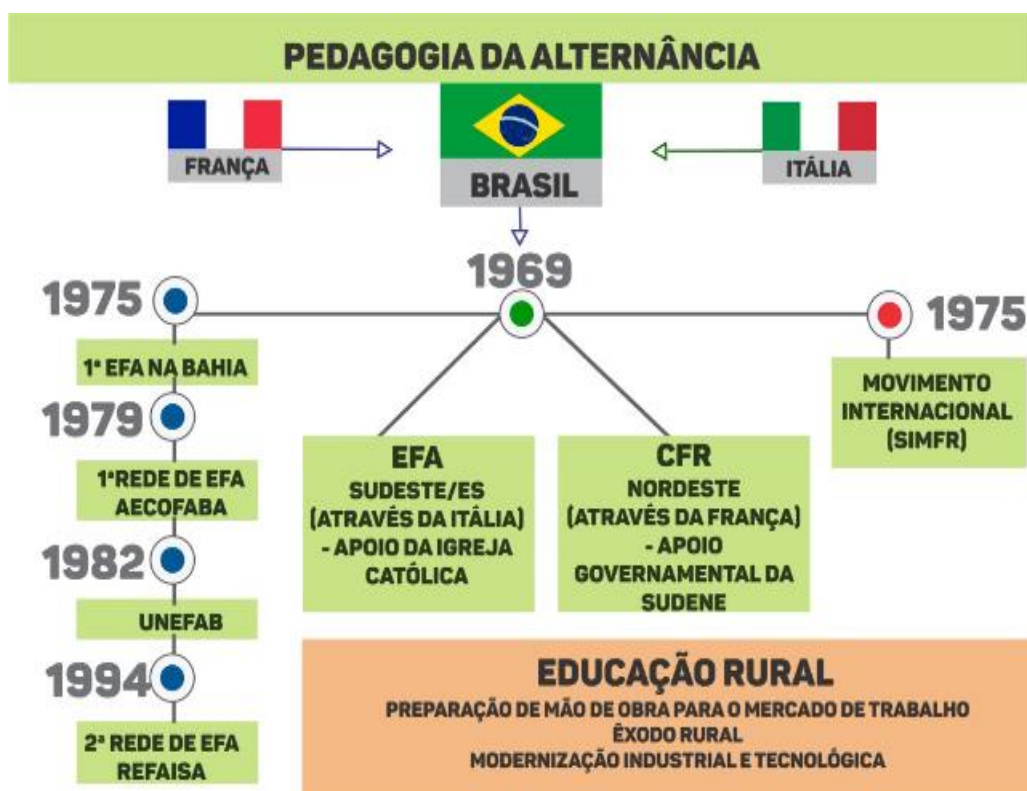 PEDAGOGIA DA ALTERNÂNCIA
FRANÇA
BRASIL
ITÁLIA
1969
1975
1ª EFA NA BAHIA
1979
1ªREDE DE EFA
AECOFABA
1982
UNEFAB
1994
2ª REDE DE EFA
REFAISA
EFA
SUDESTE/ES
(ATRAVÉS DA ITÁLIA)
- APOIO DA IGREJA
CATÓLICA
CFR
NORDESTE
(ATRAVÉS DA FRANÇA)
- APOIO
GOVERNAMENTAL DA
SUDENE
1975
MOVIMENTO
INTERNACIONAL
(SIMFR)
EDUCAÇÃO RURAL
PREPARAÇÃO DE MÃO DE OBRA PARA O MERCADO DE TRABALHO
ÊXODO RURAL
MODERNIZAÇÃO INDUSTRIAL E TECNOLÓGICA